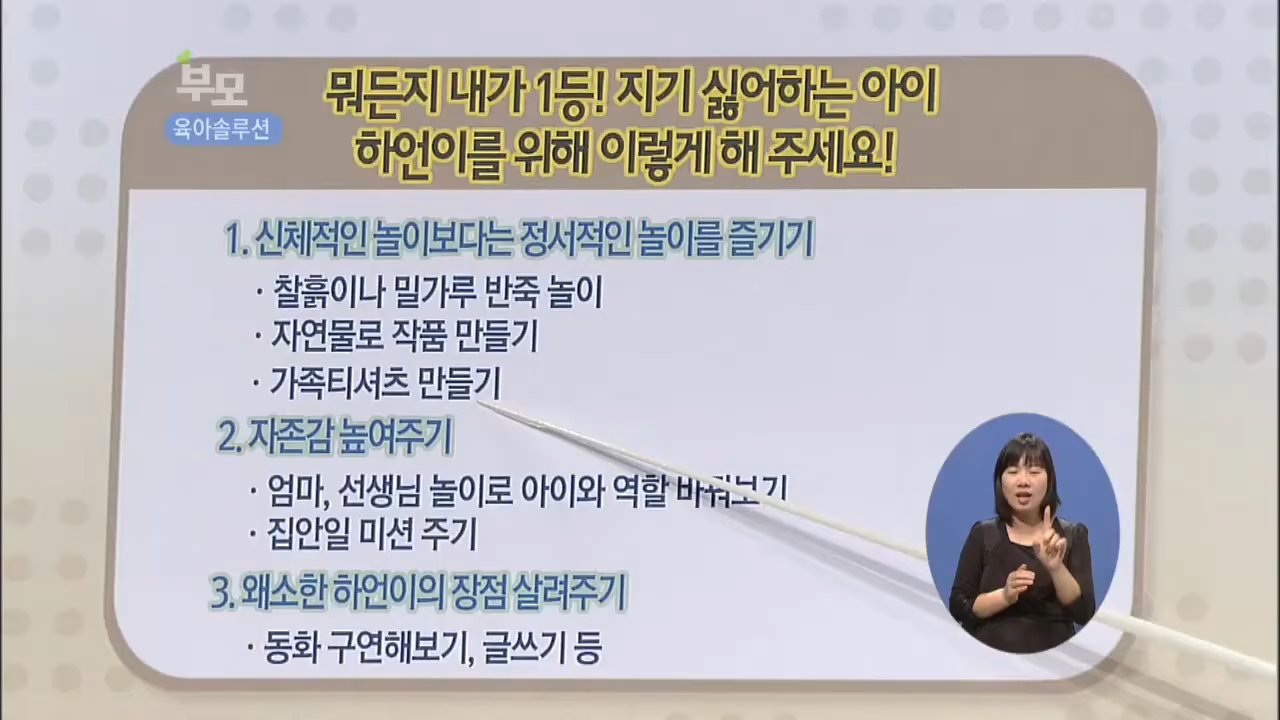 부모
육아솔루션
뭐든지 내가 1등! 지기 싫어하는 아이
하언이를 위해 이렇게 해 주세요!
1. 신체적인 놀이보다는 정서적인 놀이를 즐기기
· 찰흙이나 밀가루 반죽 놀이
· 자연물로 작품 만들기
· 가족티셔츠 만들기
2. 자존감 높여주기
· 엄마, 선생님 놀이로 아이와 역할 바꿔보기
· 집안일 미션 주기
3. 왜소한 하언이의 장점 살려주기
· 동화 구연해보기, 글쓰기 등